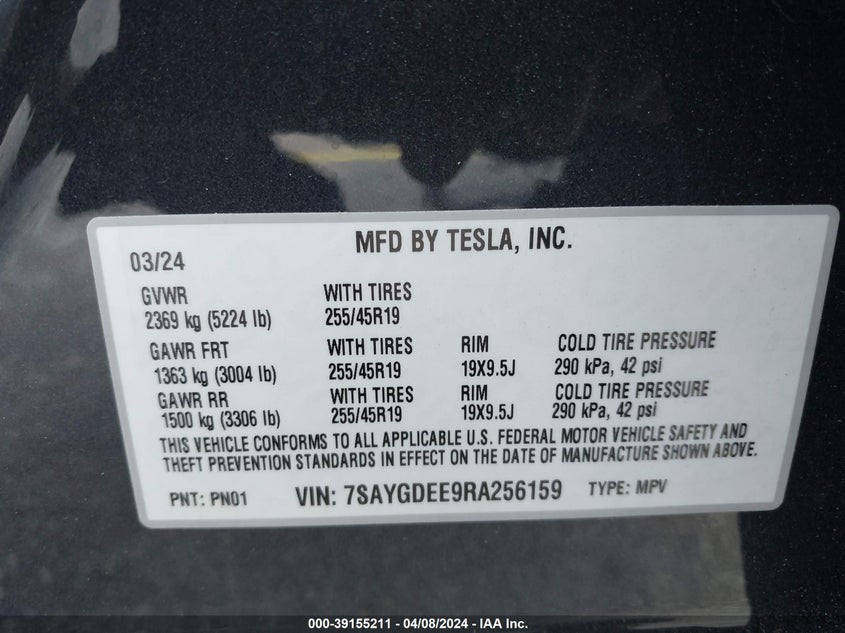 MFD BY TESLA, INC.
03/24
GVWR WITH TIRES
2369 kg (5224 lb) 255/45R19
GAWR FRT WITH TIRES RIM COLD TIRE PRESSURE
1363 kg (3004 lb) 255/45R19 19X9.5J 290 kPa, 42 psi
GAWR RR WITH TIRES RIM COLD TIRE PRESSURE
1500 kg (3306 lb) 255/45R19 19X9.5J 290 kPa, 42 psi
THIS VEHICLE CONFORMS TO ALL APPLICABLE U.S. FEDERAL MOTOR VEHICLE SAFETY AND
THEFT PREVENTION STANDARDS IN EFFECT ON THE DATE OF MANUFACTURE SHOWN ABOVE.
PNT: PN01 VIN: 7SAYGDEE9RA256159 TYPE: MPV
000-39155211 - 04/08/2024 - IAA Inc.